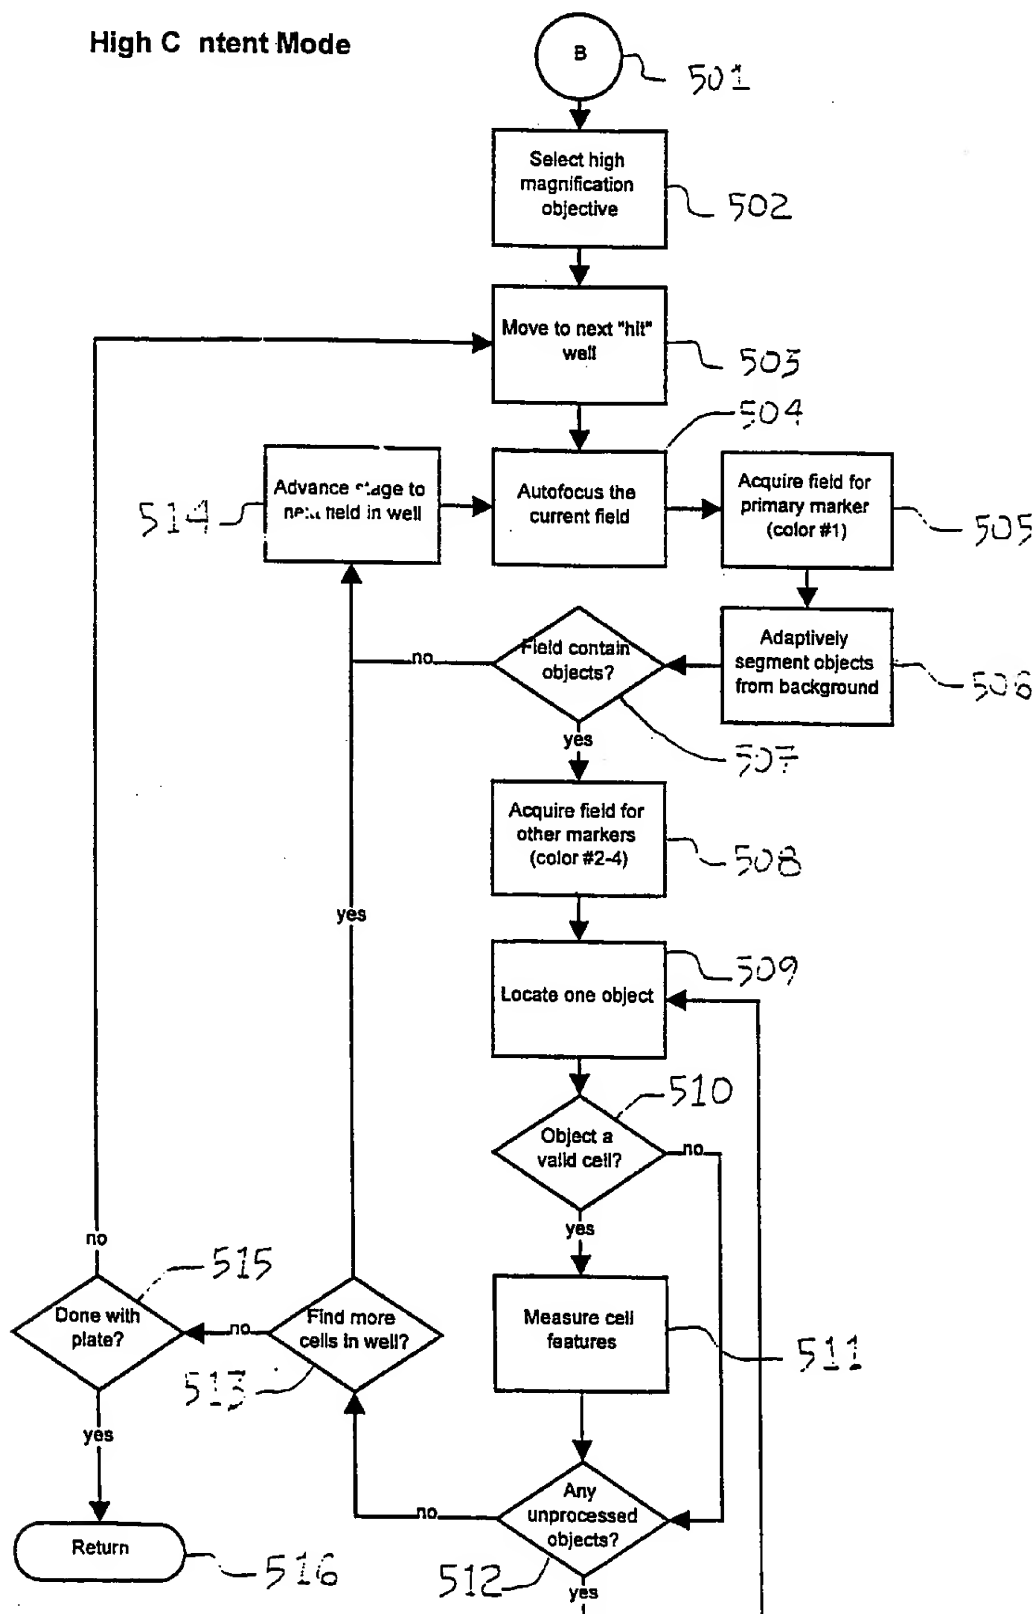 High C ntent Mode
B
501
Select high
magnification
objective
502
Move to next "hit"
well
503
504
Advance stage to
next field in well
514
Autofocus the
current field
Acquire field for
primary marker
(color #1)
505
Field contain
objects?
no
Adaptively
segment objects
from background
506
yes
507
Acquire field for
other markers
(color #2-4)
508
yes
509
Locate one object
510
Object a
valid cell?
no
yes
no
515
Done with
plate?
no
Find more
cells in well?
513
Measure cell
features
511
yes
Any
unprocessed
objects?
no
512
yes
Return
516